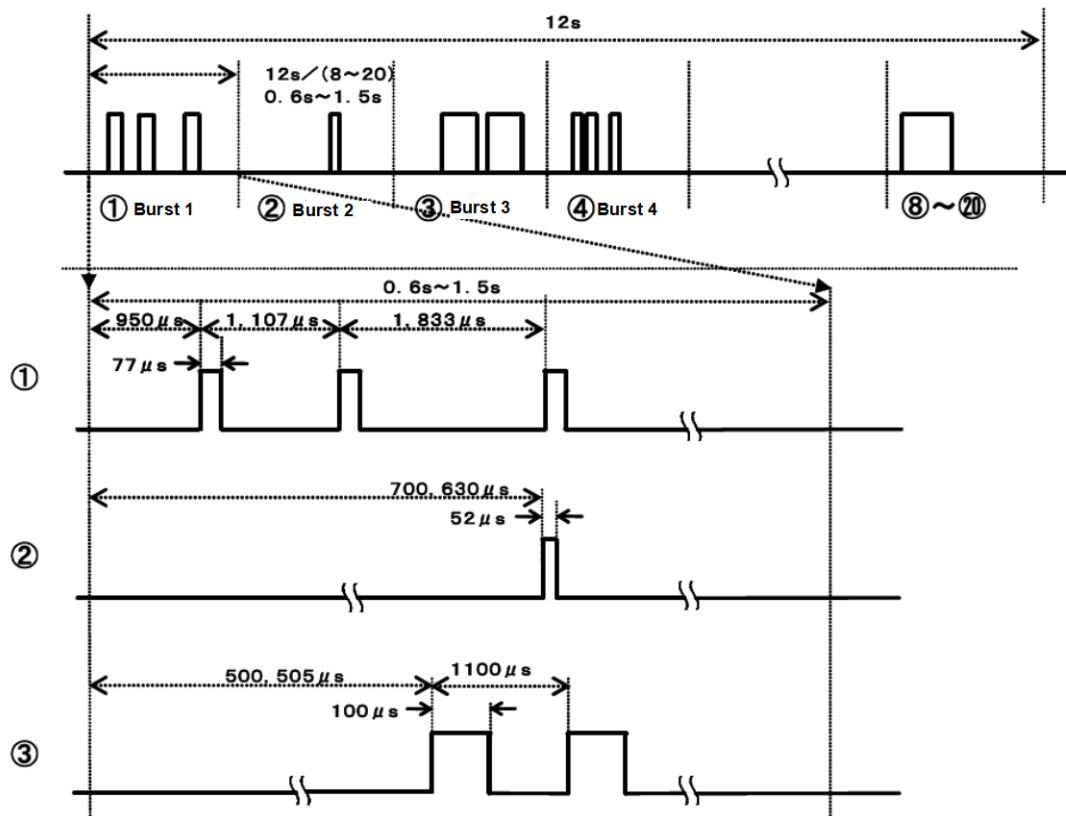 12s
12s/(8~20)
0.6s~1.5s
① Burst 1
② Burst 2
③ Burst 3
④ Burst 4
⑧~⑳
0.6s~1.5s
950μs
1,107μs
1,833μs
77μs
①
700,630μs
52μs
②
500,505μs
1100μs
100μs
③